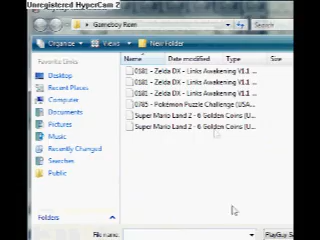 Unregistered HyperCam 2
Gameboy Rom
Search
Organize
Views
New Folder
Favorite Links
Desktop
Recent Places
Computer
Documents
Pictures
Music
Recently Changed
Searches
Public
Folders
Name
Date modified
Type
0181 - Zelda DX - Links Awakening V1.1 ...
0181 - Zelda DX - Links Awakening V1.1 ...
0181 - Zelda DX - Links Awakening V1.1 ...
0785 - Pokémon Puzzle Challenge (USA...
Super Mario Land 2 - 6 Golden Coins (U...
Super Mario Land 2 - 6 Golden Coins (U...
File name:
PlayGuy Sa